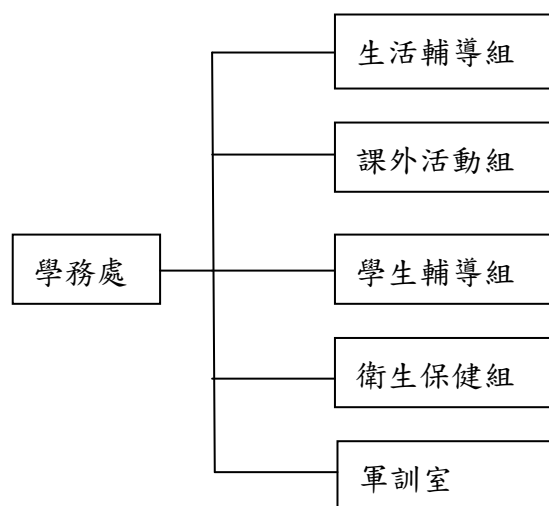 生活輔導組
課外活動組
學務處
學生輔導組
衛生保健組
軍訓室